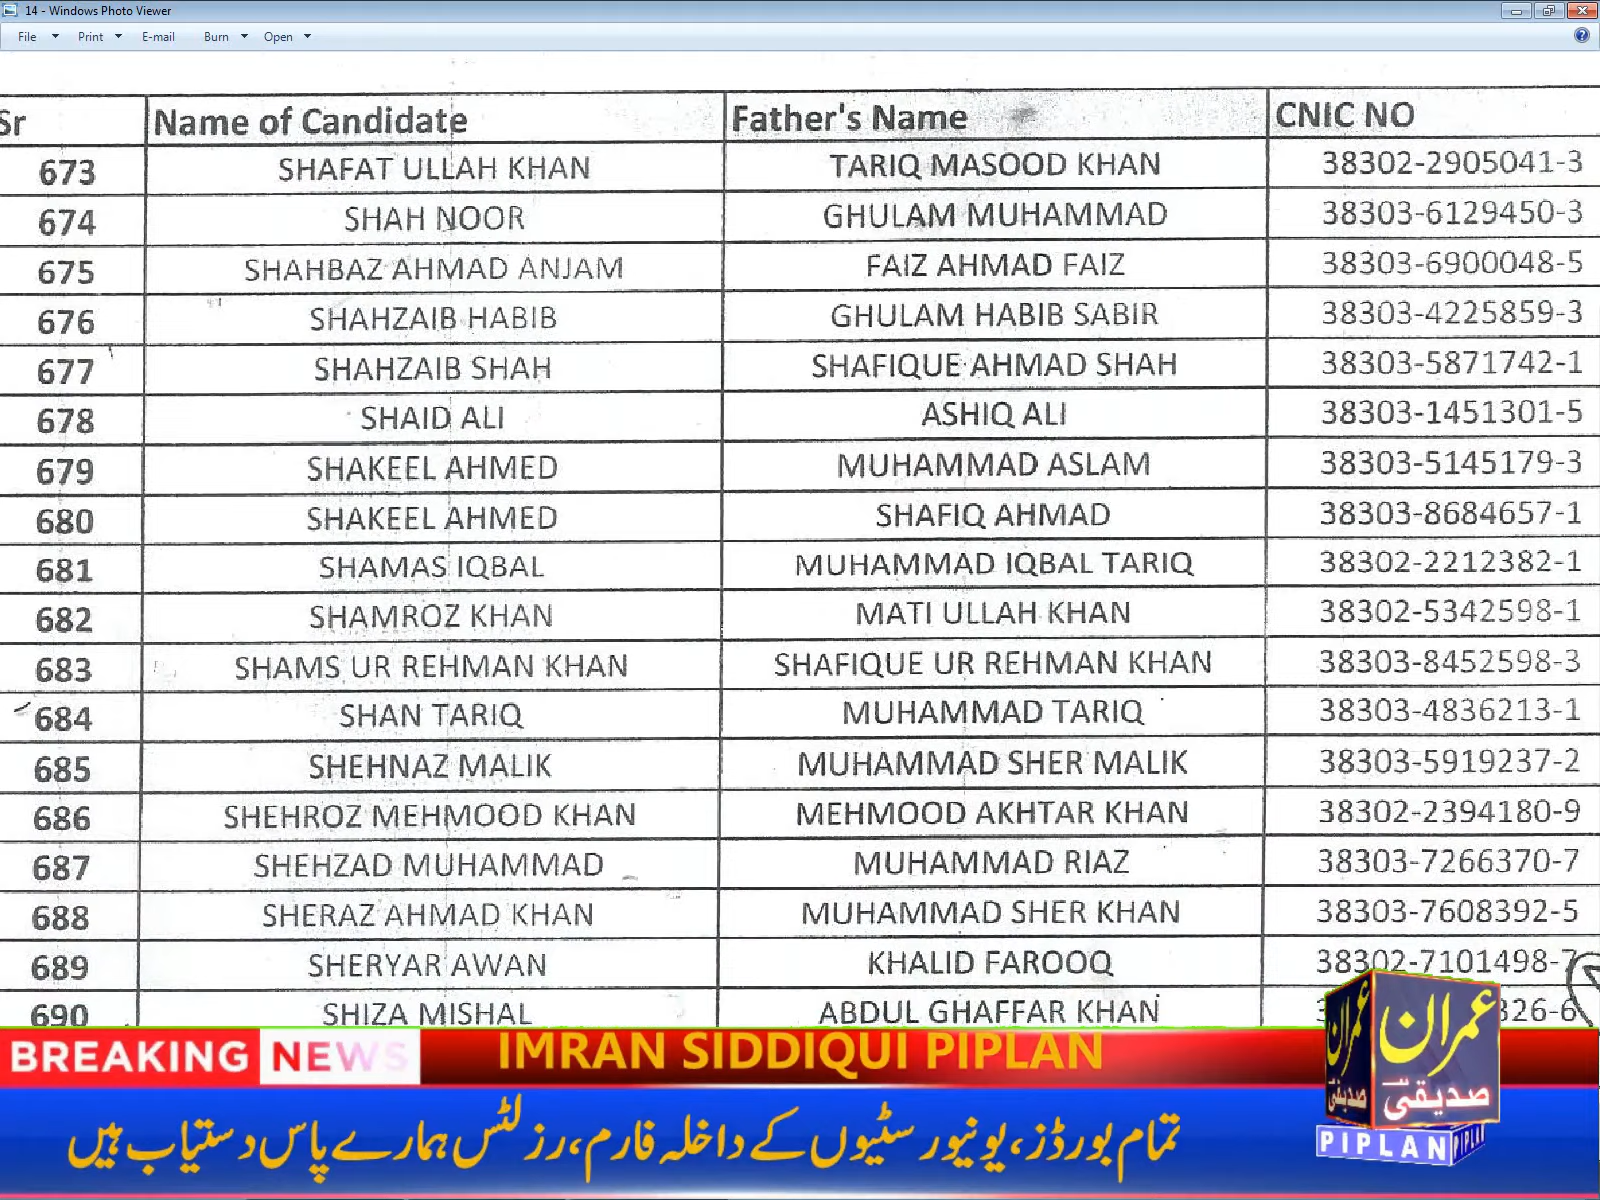 14 - Windows Photo Viewer
File Print E-mail Burn Open
Sr Name of Candidate Father's Name CNIC NO
673 SHAFAT ULLAH KHAN TARIQ MASOOD KHAN 38302-2905041-3
674 SHAH NOOR GHULAM MUHAMMAD 38303-6129450-3
675 SHAHBAZ AHMAD ANJAM FAIZ AHMAD FAIZ 38303-6900048-5
676 SHAHZAIB HABIB GHULAM HABIB SABIR 38303-4225859-3
677 SHAHZAIB SHAH SHAFIQUE AHMAD SHAH 38303-5871742-1
678 SHAID ALI ASHIQ ALI 38303-1451301-5
679 SHAKEEL AHMED MUHAMMAD ASLAM 38303-5145179-3
680 SHAKEEL AHMED SHAFIQ AHMAD 38303-8684657-1
681 SHAMAS IQBAL MUHAMMAD IQBAL TARIQ 38302-2212382-1
682 SHAMROZ KHAN MATI ULLAH KHAN 38302-5342598-1
683 SHAMS UR REHMAN KHAN SHAFIQUE UR REHMAN KHAN 38303-8452598-3
684 SHAN TARIQ MUHAMMAD TARIQ 38303-4836213-1
685 SHEHNAZ MALIK MUHAMMAD SHER MALIK 38303-5919237-2
686 SHEHROZ MEHMOOD KHAN MEHMOOD AKHTAR KHAN 38302-2394180-9
687 SHEHZAD MUHAMMAD MUHAMMAD RIAZ 38303-7266370-7
688 SHERAZ AHMAD KHAN MUHAMMAD SHER KHAN 38303-7608392-5
689 SHERYAR AWAN KHALID FAROOQ 38302-7101498-7
690 SHIZA MISHAL ABDUL GHAFFAR KHAN
BREAKING NEWS IMRAN SIDDIQUI PIPLAN
تمام بورڈز، یونیورسٹیوں کے داخلہ فارم، رزلٹس ہمارے پاس دستیاب ہیں
عمران عمران
صدیقی صدیقی
PIPLAN PIPLAN